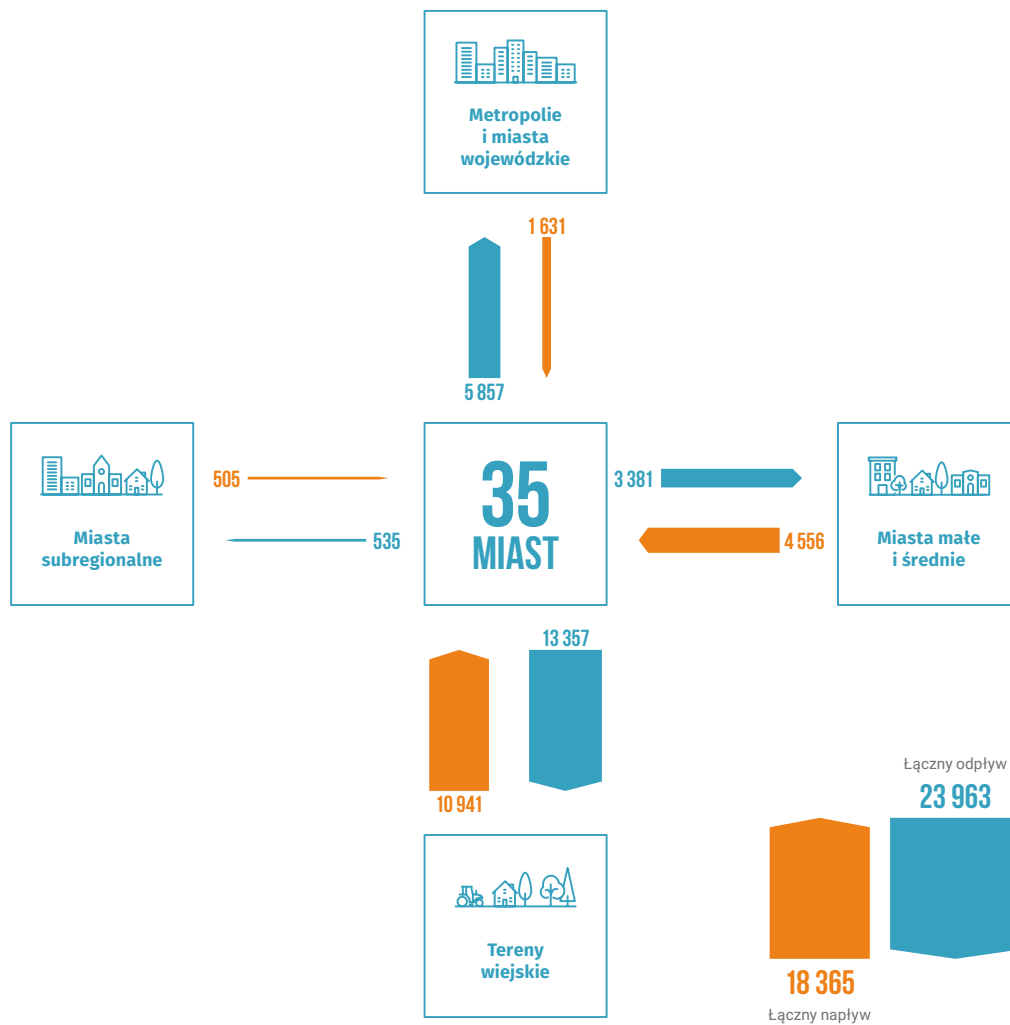 Metropolie
i miasta
wojewódzkie
1 631
5 857
505
535
Miasta
subregionalne
35
MIAST
3 381
4 556
Miasta małe
i średnie
13 357
10 941
Tereny
wiejskie
Łączny odpływ
23 963
18 365
Łączny napływ